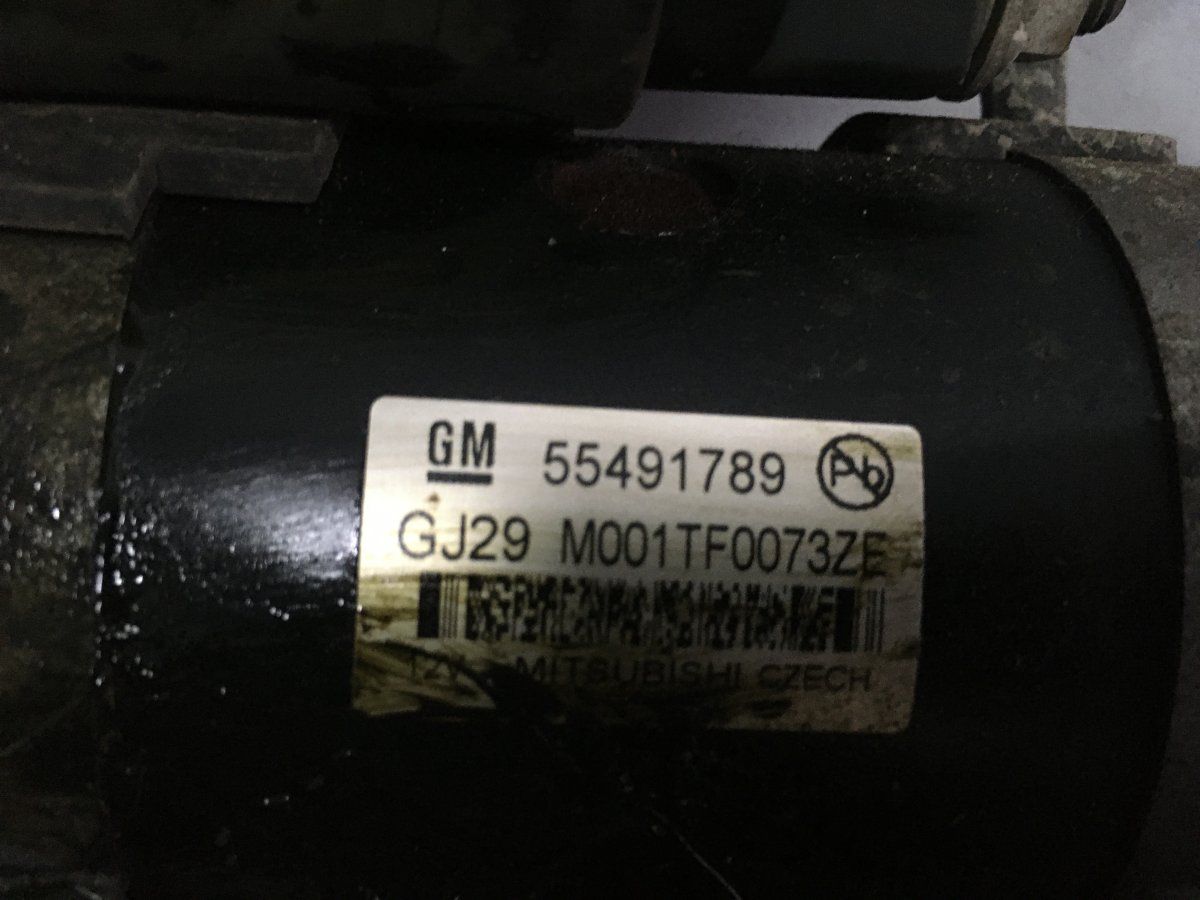 GM 55491789 Pb
GJ29 M001TF0073ZE
12V MITSUBISHI CZECH